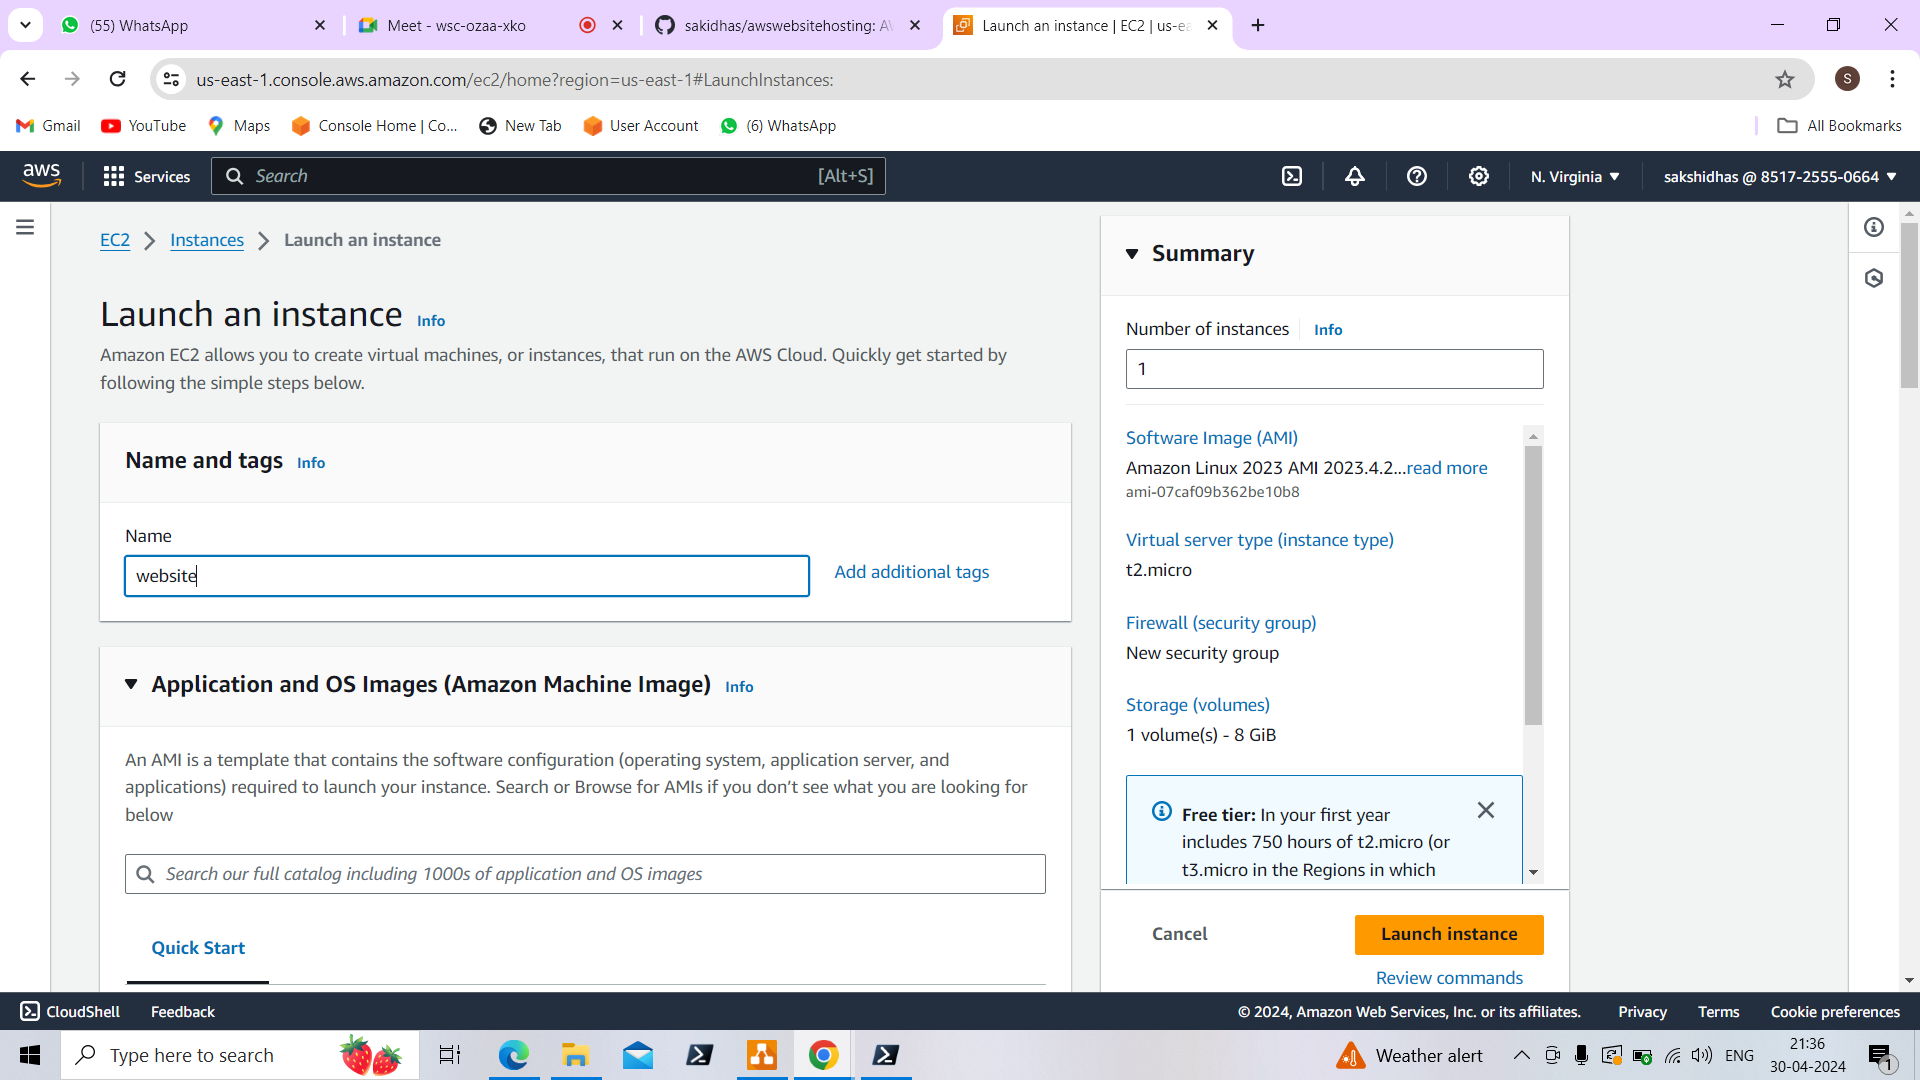 (55) WhatsApp
Meet - wsc-ozaa-xko
sakidhas/awswebsitehosting: A
Launch an instance | EC2 | us-ea
us-east-1.console.aws.amazon.com/ec2/home?region=us-east-1#LaunchInstances:
S
Gmail
YouTube
Maps
Console Home | Co...
New Tab
User Account
(6) WhatsApp
All Bookmarks
aws
Services
Search
[Alt+S]
N. Virginia
sakshidhas @ 8517-2555-0664
EC2
Instances
Launch an instance
Launch an instance Info
Amazon EC2 allows you to create virtual machines, or instances, that run on the AWS Cloud. Quickly get started by
following the simple steps below.
Name and tags Info
Name
website
Add additional tags
Application and OS Images (Amazon Machine Image) Info
An AMI is a template that contains the software configuration (operating system, application server, and
applications) required to launch your instance. Search or Browse for AMIs if you don’t see what you are looking for
below
Search our full catalog including 1000s of application and OS images
Quick Start
Summary
Number of instances Info
1
Software Image (AMI)
Amazon Linux 2023 AMI 2023.4.2...read more
ami-07caf09b362be10b8
Virtual server type (instance type)
t2.micro
Firewall (security group)
New security group
Storage (volumes)
1 volume(s) - 8 GiB
Free tier: In your first year
includes 750 hours of t2.micro (or
t3.micro in the Regions in which
Cancel
Launch instance
Review commands
CloudShell
Feedback
© 2024, Amazon Web Services, Inc. or its affiliates.
Privacy
Terms
Cookie preferences
Type here to search
Weather alert
ENG
21:36
30-04-2024
1